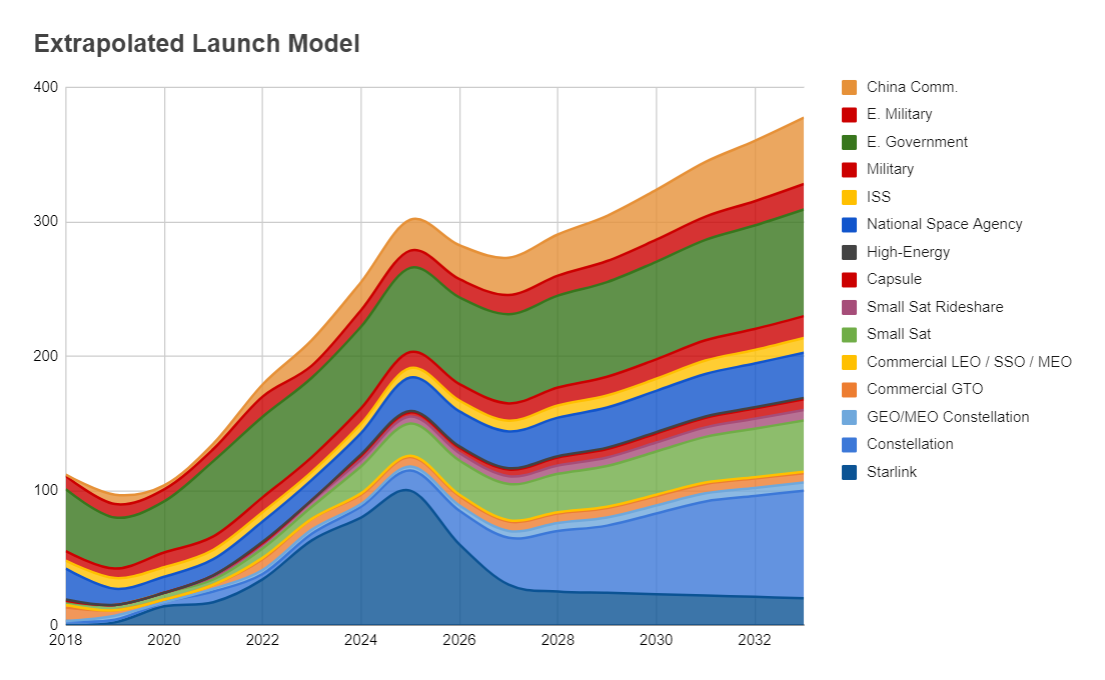 Extrapolated Launch Model
400
300
200
100
0
2018
2020
2022
2024
2026
2028
2030
2032
China Comm.
E. Military
E. Government
Military
ISS
National Space Agency
High-Energy
Capsule
Small Sat Rideshare
Small Sat
Commercial LEO / SSO / MEO
Commercial GTO
GEO/MEO Constellation
Constellation
Starlink